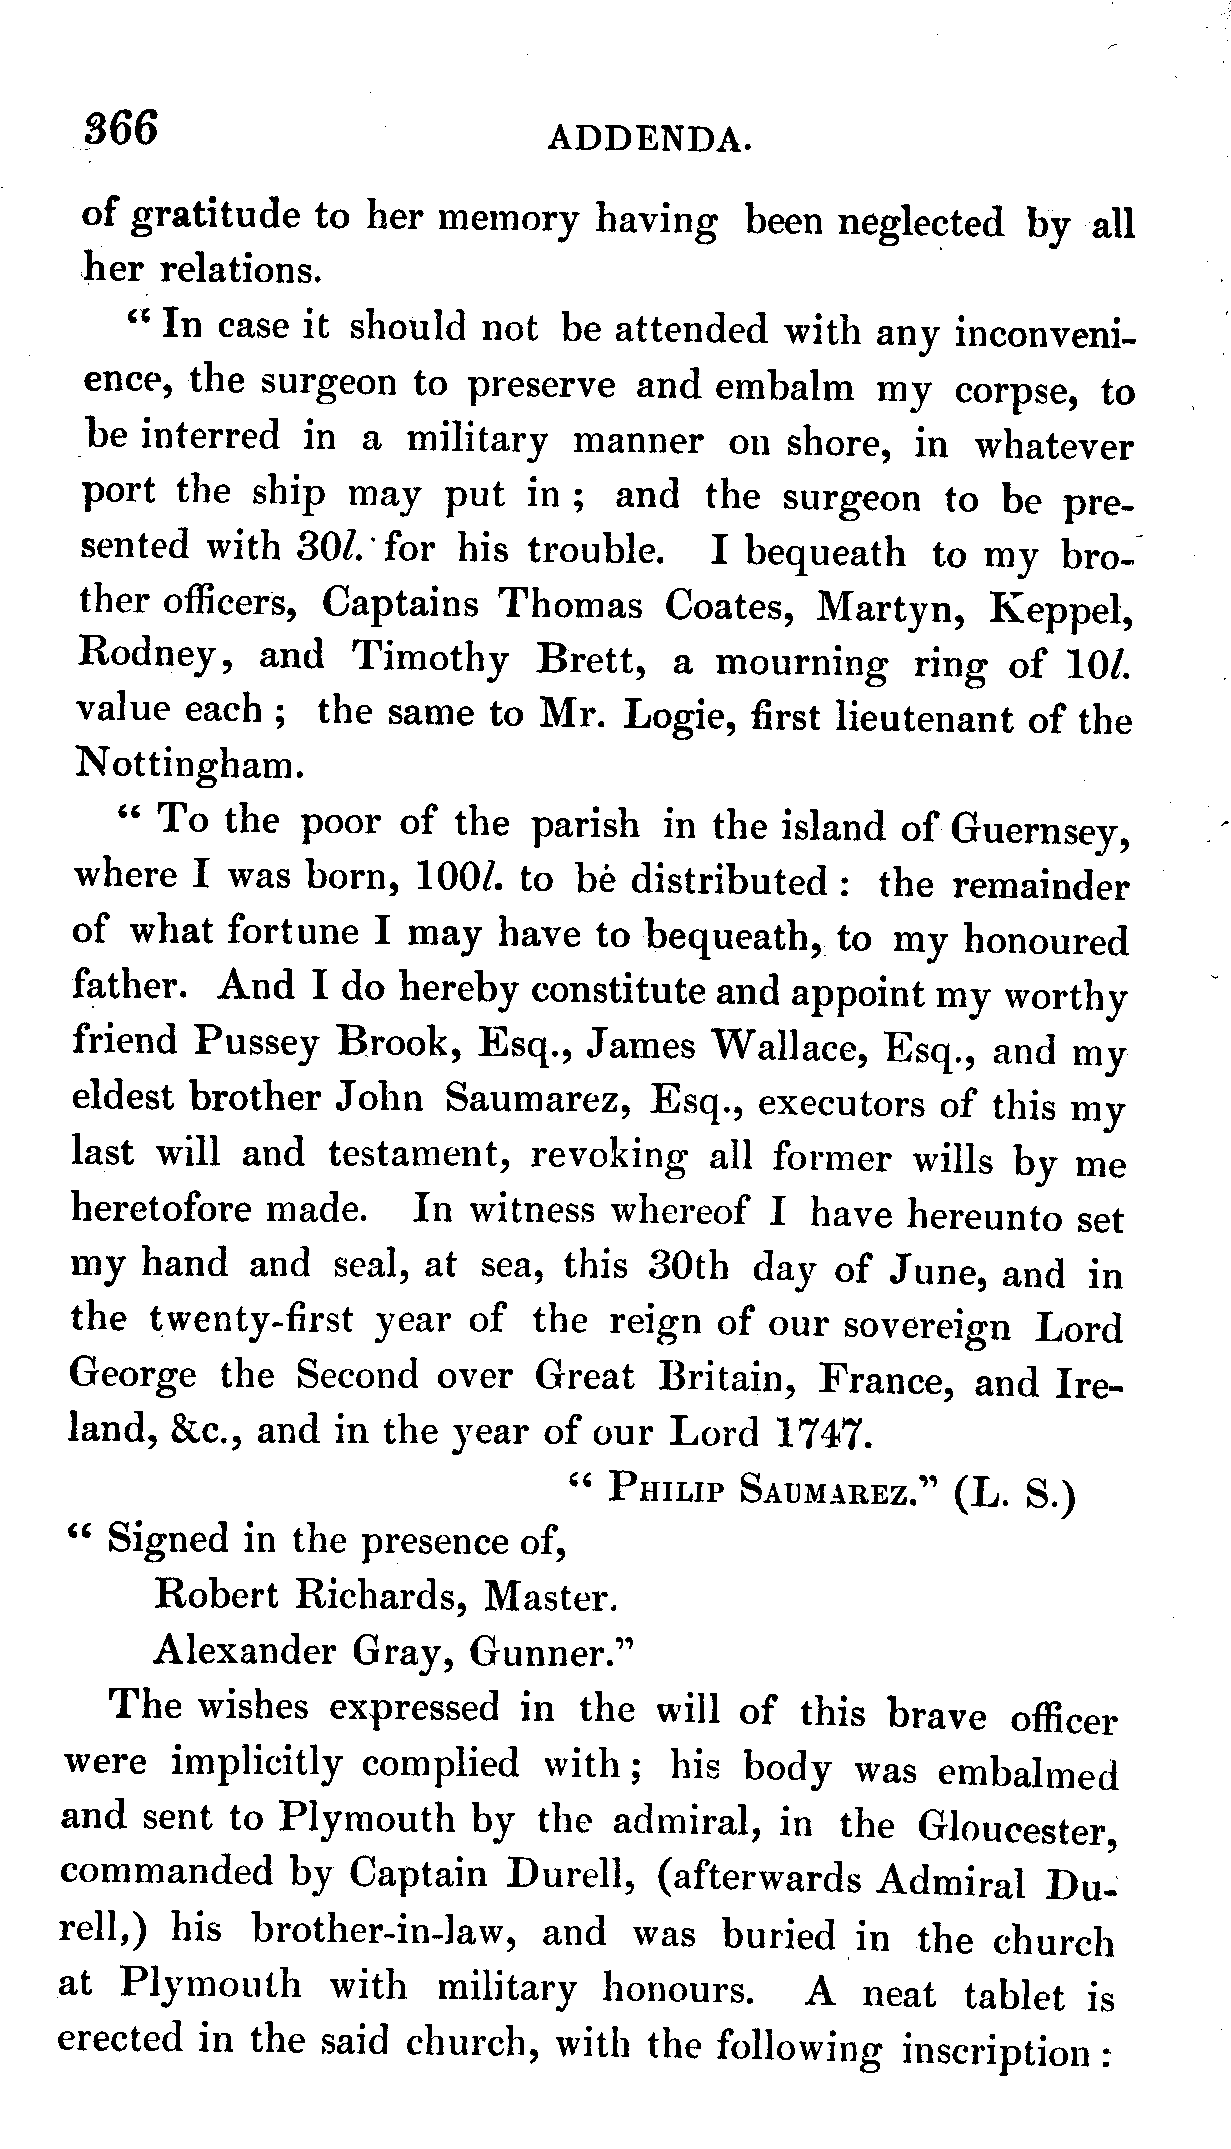 366
ADDENDA.
of gratitude to her memory having been neglected by all
her relations.
“ In case it should not be attended with any inconveni-
ence, the surgeon to preserve and embalm my corpse, to
be interred in a military manner on shore, in whatever
port the ship may put in ; and the surgeon to be pre-
sented with 30l. for his trouble. I bequeath to my bro-
ther officers, Captains Thomas Coates, Martyn, Keppel,
Rodney, and Timothy Brett, a mourning ring of 10l.
value each ; the same to Mr. Logie, first lieutenant of the
Nottingham.
“ To the poor of the parish in the island of Guernsey,
where I was born, 100l. to be distributed : the remainder
of what fortune I may have to bequeath, to my honoured
father. And I do hereby constitute and appoint my worthy
friend Pussey Brook, Esq., James Wallace, Esq., and my
eldest brother John Saumarez, Esq., executors of this my
last will and testament, revoking all former wills by me
heretofore made. In witness whereof I have hereunto set
my hand and seal, at sea, this 30th day of June, and in
the twenty-first year of the reign of our sovereign Lord
George the Second over Great Britain, France, and Ire-
land, &c., and in the year of our Lord 1747.
“ PHILIP SAUMAREZ.” (L. S.)
“ Signed in the presence of,
Robert Richards, Master.
Alexander Gray, Gunner.”
The wishes expressed in the will of this brave officer
were implicitly complied with ; his body was embalmed
and sent to Plymouth by the admiral, in the Gloucester,
commanded by Captain Durell, (afterwards Admiral Du-
rell,) his brother-in-law, and was buried in the church
at Plymouth with military honours. A neat tablet is
erected in the said church, with the following inscription :